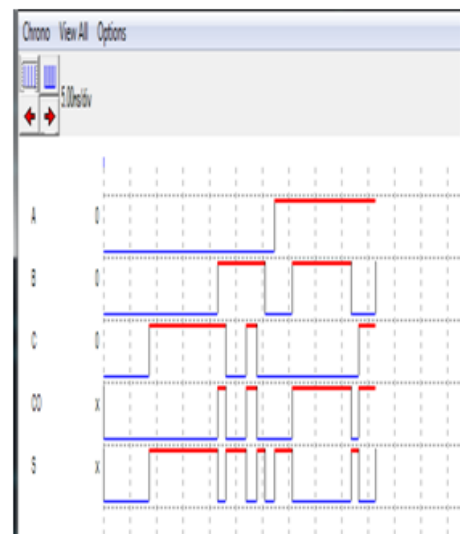 Chrono View All Options
5.00ns/div
A 0
B 0
C 0
CO X
S X